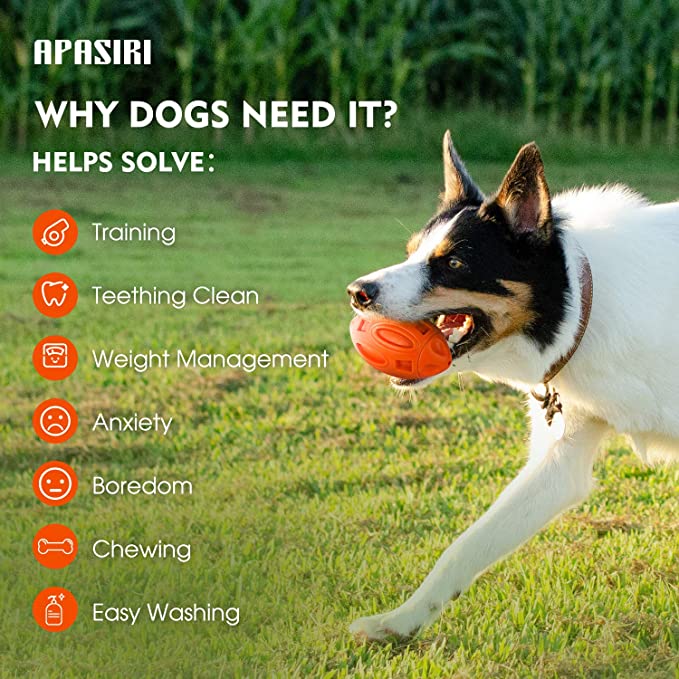 APASIRI
WHY DOGS NEED IT?
HELPS SOLVE:
Training
Teething Clean
Weight Management
Anxiety
Boredom
Chewing
Easy Washing